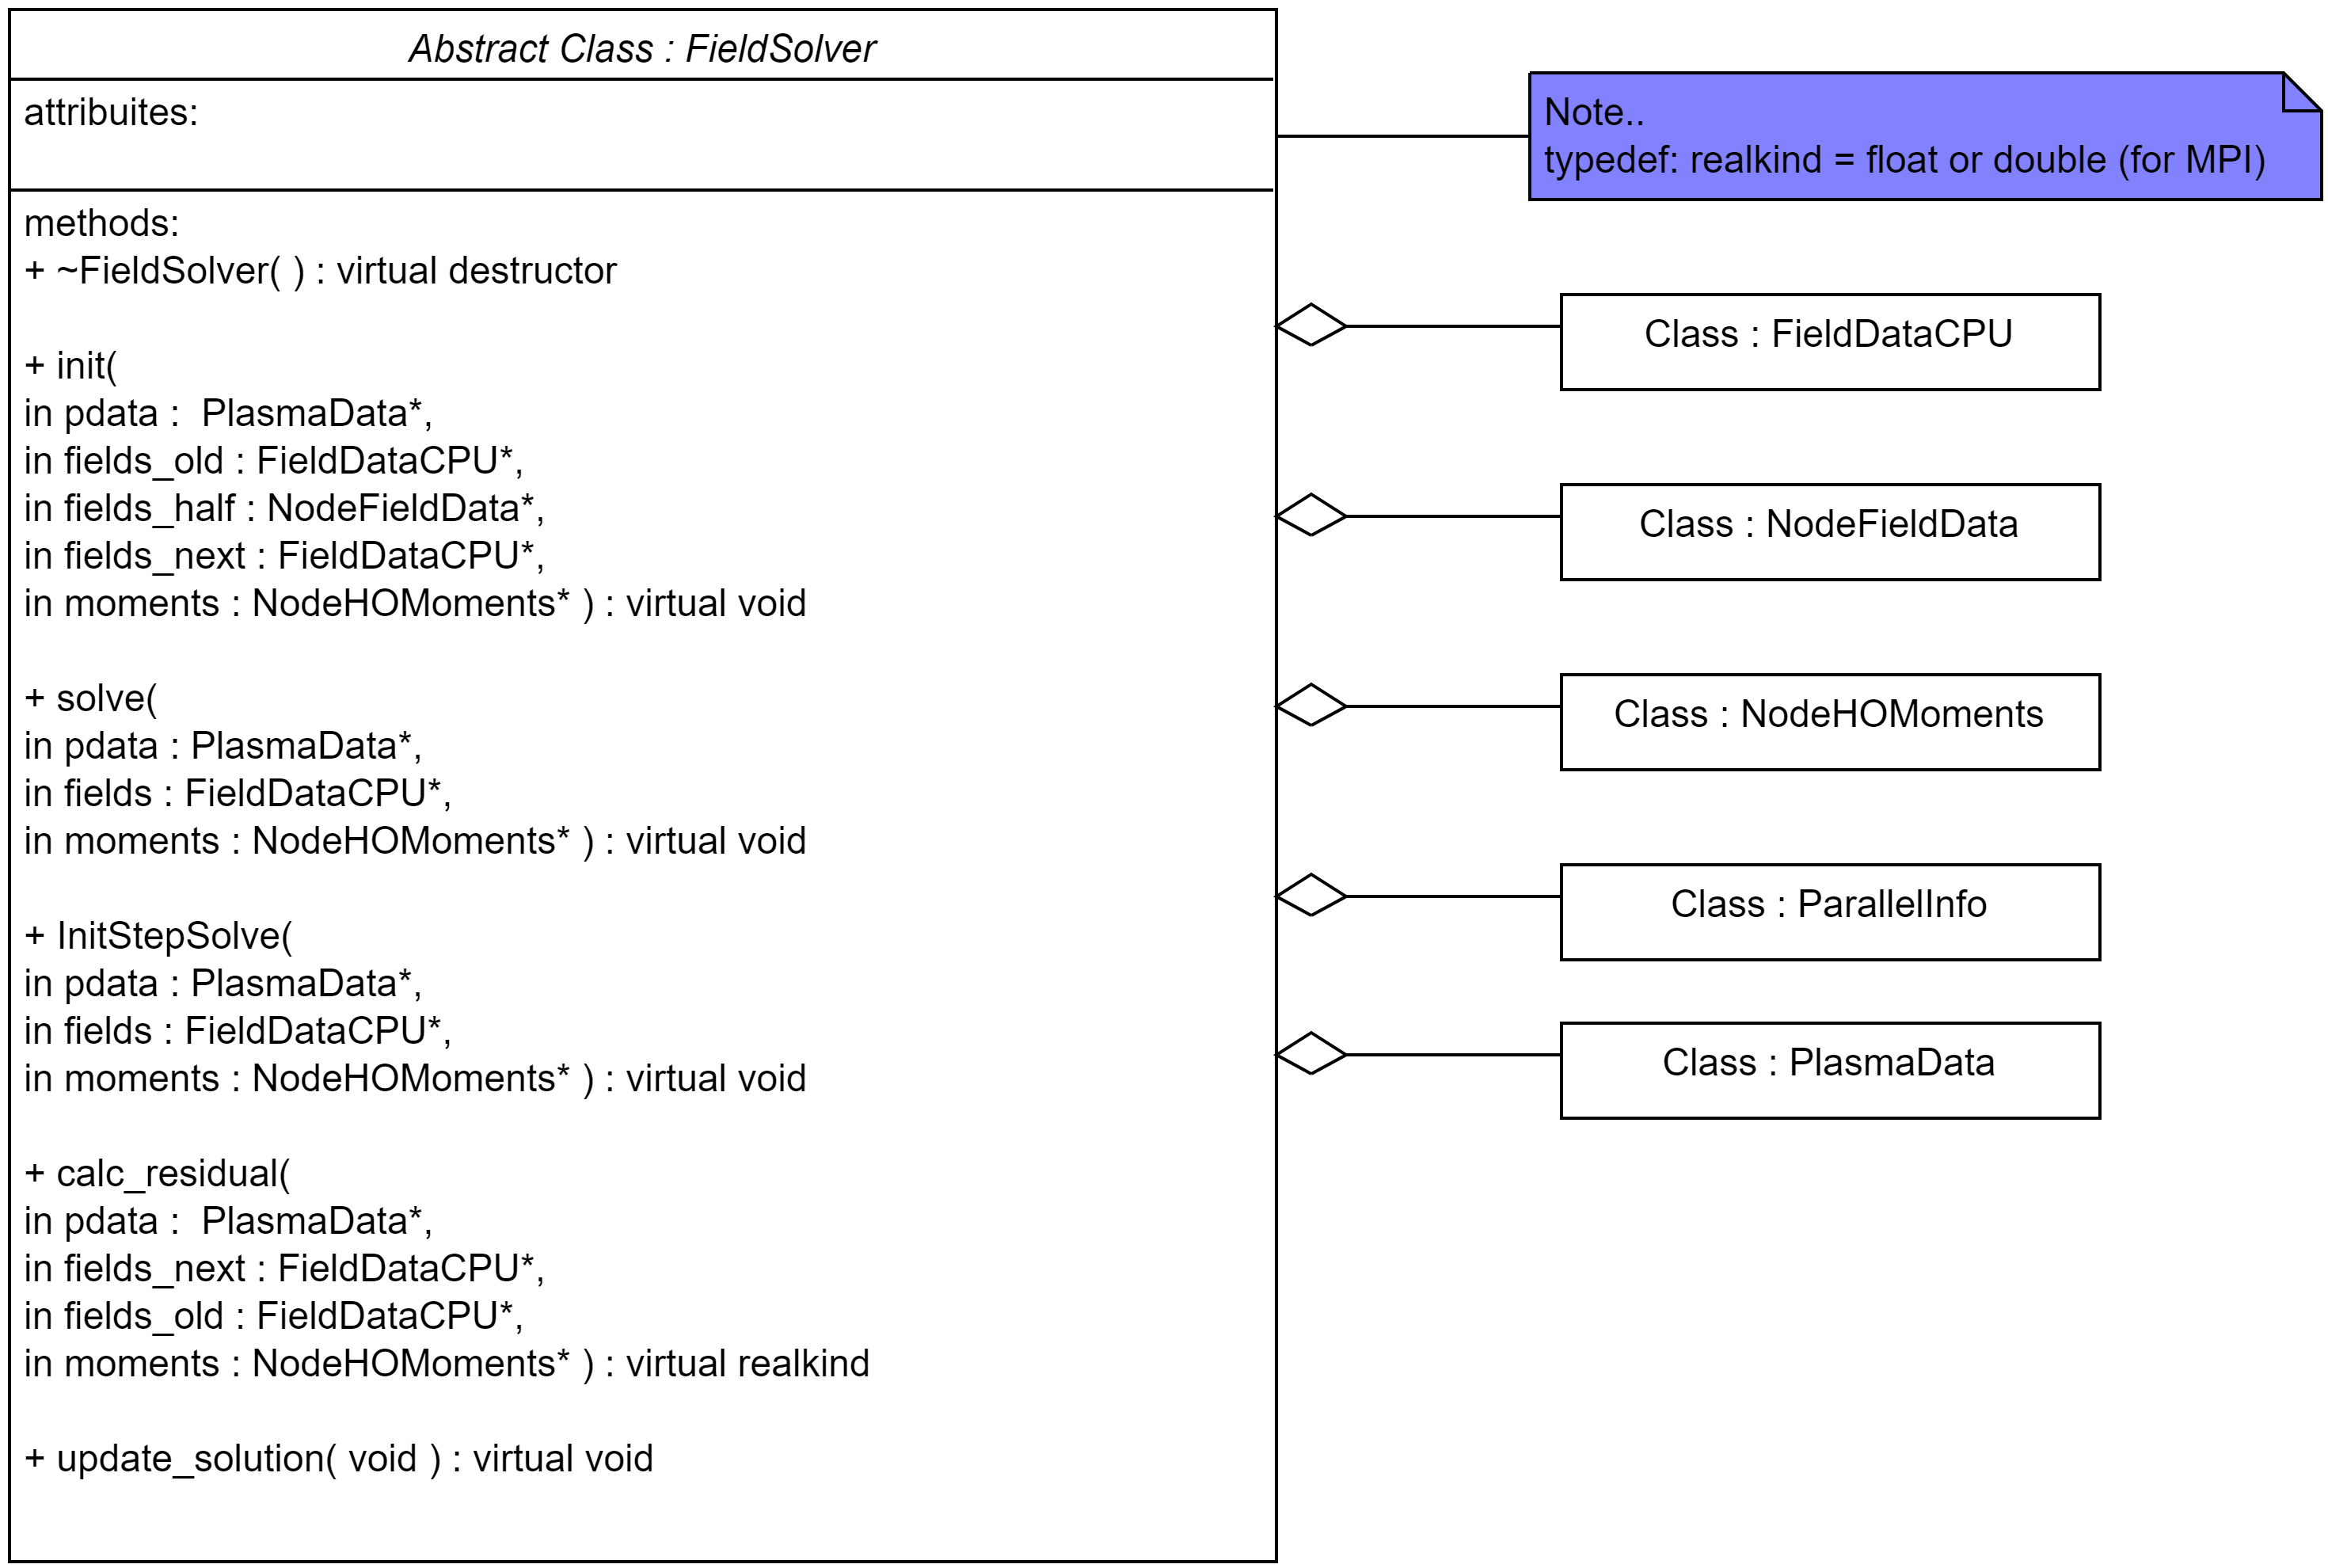 Abstract Class : FieldSolver
attribuites:
methods:
+ ~FieldSolver( ) : virtual destructor
+ init(
in pdata :  PlasmaData*,
in fields_old : FieldDataCPU*,
in fields_half : NodeFieldData*,
in fields_next : FieldDataCPU*,
in moments : NodeHOMoments* ) : virtual void
+ solve(
in pdata : PlasmaData*,
in fields : FieldDataCPU*,
in moments : NodeHOMoments* ) : virtual void
+ InitStepSolve(
in pdata : PlasmaData*,
in fields : FieldDataCPU*,
in moments : NodeHOMoments* ) : virtual void
+ calc_residual(
in pdata :  PlasmaData*,
in fields_next : FieldDataCPU*,
in fields_old : FieldDataCPU*,
in moments : NodeHOMoments* ) : virtual realkind
+ update_solution( void ) : virtual void
Note..
typedef: realkind = float or double (for MPI)
Class : FieldDataCPU
Class : NodeFieldData
Class : NodeHOMoments
Class : ParallelInfo
Class : PlasmaData